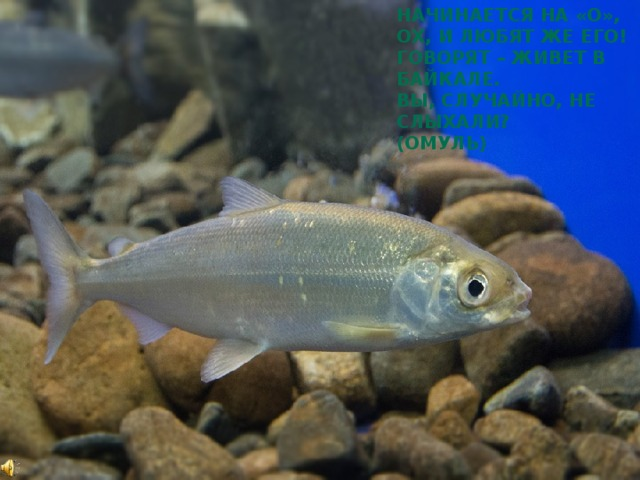 НАЧИНАЕТСЯ НА «О»,
ОХ, И ЛЮБЯТ ЖЕ ЕГО!
ГОВОРЯТ – ЖИВЕТ В
БАЙКАЛЕ.
ВЫ, СЛУЧАЙНО, НЕ
СЛЫХАЛИ?
(ОМУЛЬ)